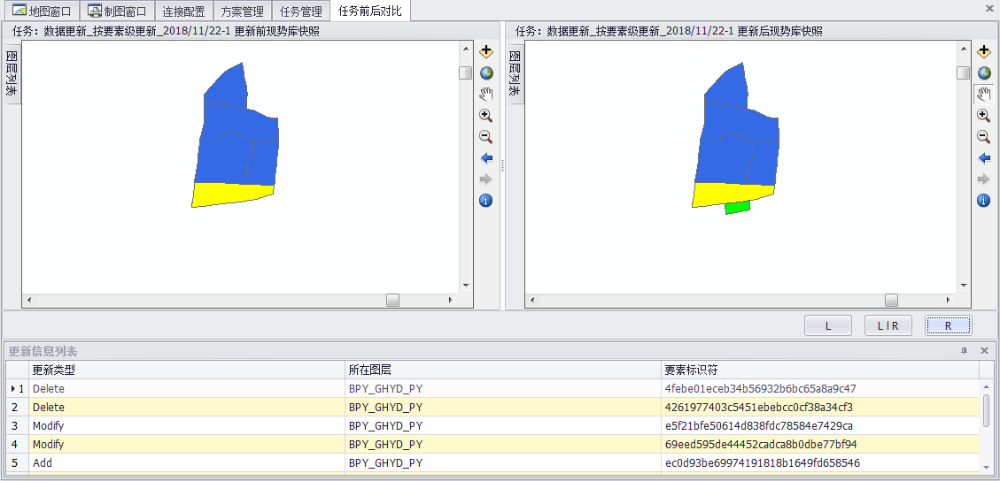 地图窗口 制图窗口 连接配置 方案管理 任务管理 任务前后对比
任务：数据更新_按要素级更新_2018/11/22-1 更新前现势库快照
任务：数据更新_按要素级更新_2018/11/22-1 更新后现势库快照
图层列表
图层列表
L L|R R
更新信息列表
更新类型 所在图层 要素标识符
1 Delete BPY_GHYD_PY 4febe01eceb34b56932b6bc65a8a9c47
2 Delete BPY_GHYD_PY 4261977403c5451ebebcc0cf38a34cf3
3 Modify BPY_GHYD_PY e5f21bfe50614d838fdc78584e7429ca
4 Modify BPY_GHYD_PY 69eed595de44452cadca8b0dbe77bf94
5 Add BPY_GHYD_PY ec0d93be69974191818b1649fd658546